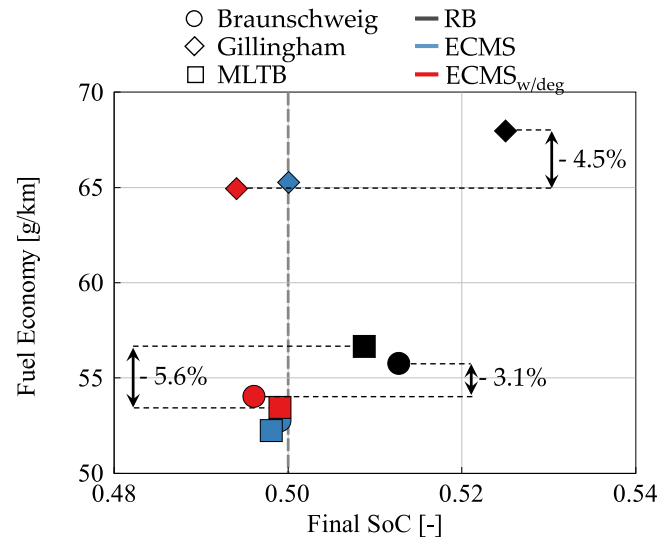 Braunschweig RB
Gillingham ECMS
MLTB ECMS w/deg
70
- 4.5%
65
Fuel Economy [g/km]
60
- 5.6%
- 3.1%
55
50
0.48 0.50 0.52 0.54
Final SoC [-]